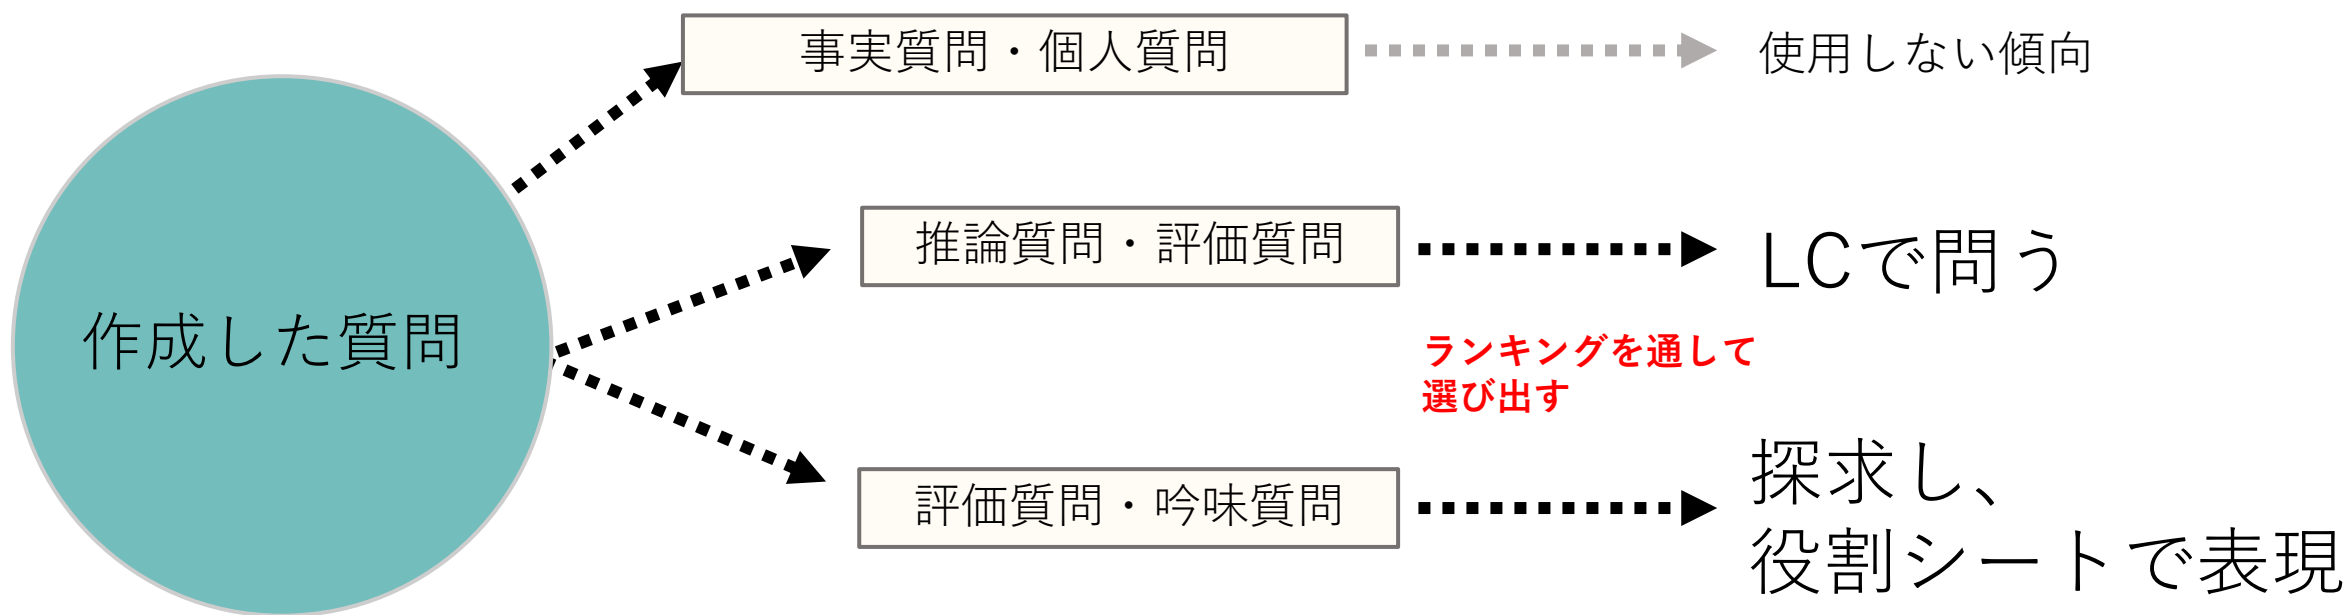 事実質問・個人質問
使用しない傾向
推論質問・評価質問
LCで問う
作成した質問
ランキングを通して
選び出す
評価質問・吟味質問
探求し、
役割シートで表現